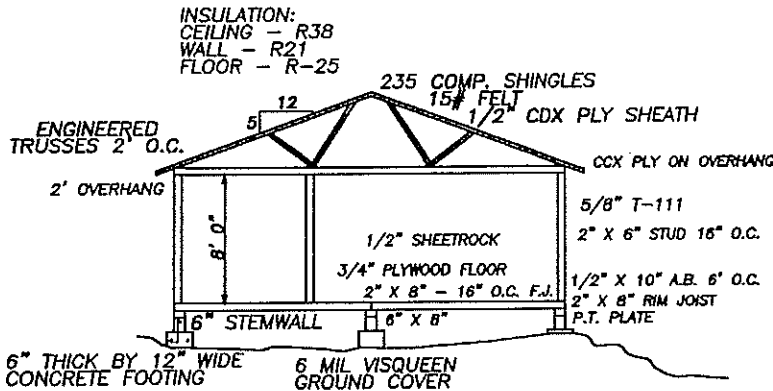 INSULATION:
CEILING - R38
WALL - R21
FLOOR - R-25
235 COMP. SHINGLES
15# FELT
1/2" CDX PLY SHEATH
12
5
ENGINEERED
TRUSSES 2' O.C.
CCX PLY ON OVERHANG
2' OVERHANG
5/8" T-111
2" X 6" STUD 16" O.C.
8' 0"
1/2" SHEETROCK
3/4" PLYWOOD FLOOR
2" X 8" - 16" O.C. F.J.
1/2" X 10" A.B. 6' O.C.
2" X 8" RIM JOIST
P.T. PLATE
6" STEMWALL
6" X 8"
6" THICK BY 12" WIDE
CONCRETE FOOTING
6 MIL VISQUEEN
GROUND COVER